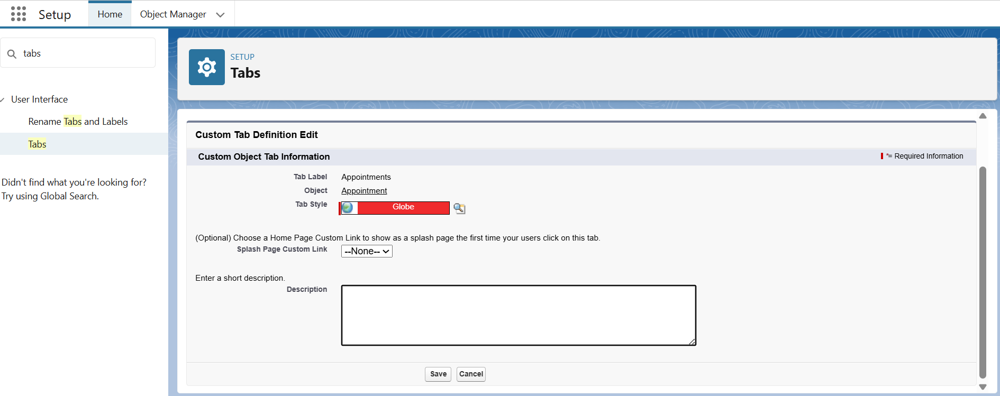 Setup
Home
Object Manager
tabs
User Interface
Rename Tabs and Labels
Tabs
Didn't find what you're looking for?
Try using Global Search.
SETUP
Tabs
Custom Tab Definition Edit
Custom Object Tab Information
*= Required Information
Tab Label Appointments
Object Appointment
Tab Style Globe
(Optional) Choose a Home Page Custom Link to show as a splash page the first time your users click on this tab.
Splash Page Custom Link --None--
Enter a short description.
Description
Save Cancel